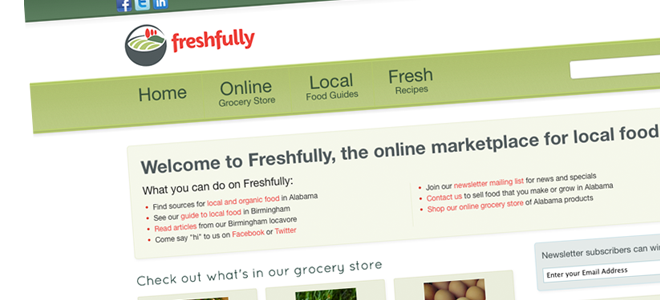 freshfully
Home
Online
Grocery Store
Local
Food Guides
Fresh
Recipes
Welcome to Freshfully, the online marketplace for local food
What you can do on Freshfully:
• Find sources for local and organic food in Alabama
• See our guide to local food in Birmingham
• Read articles from our Birmingham locavore
• Come say "hi" to us on Facebook or Twitter
• Join our newsletter mailing list for news and specials
• Contact us to sell food that you make or grow in Alabama
• Shop our online grocery store of Alabama products
Newsletter subscribers can wi
Enter your Email Address
Check out what's in our grocery store